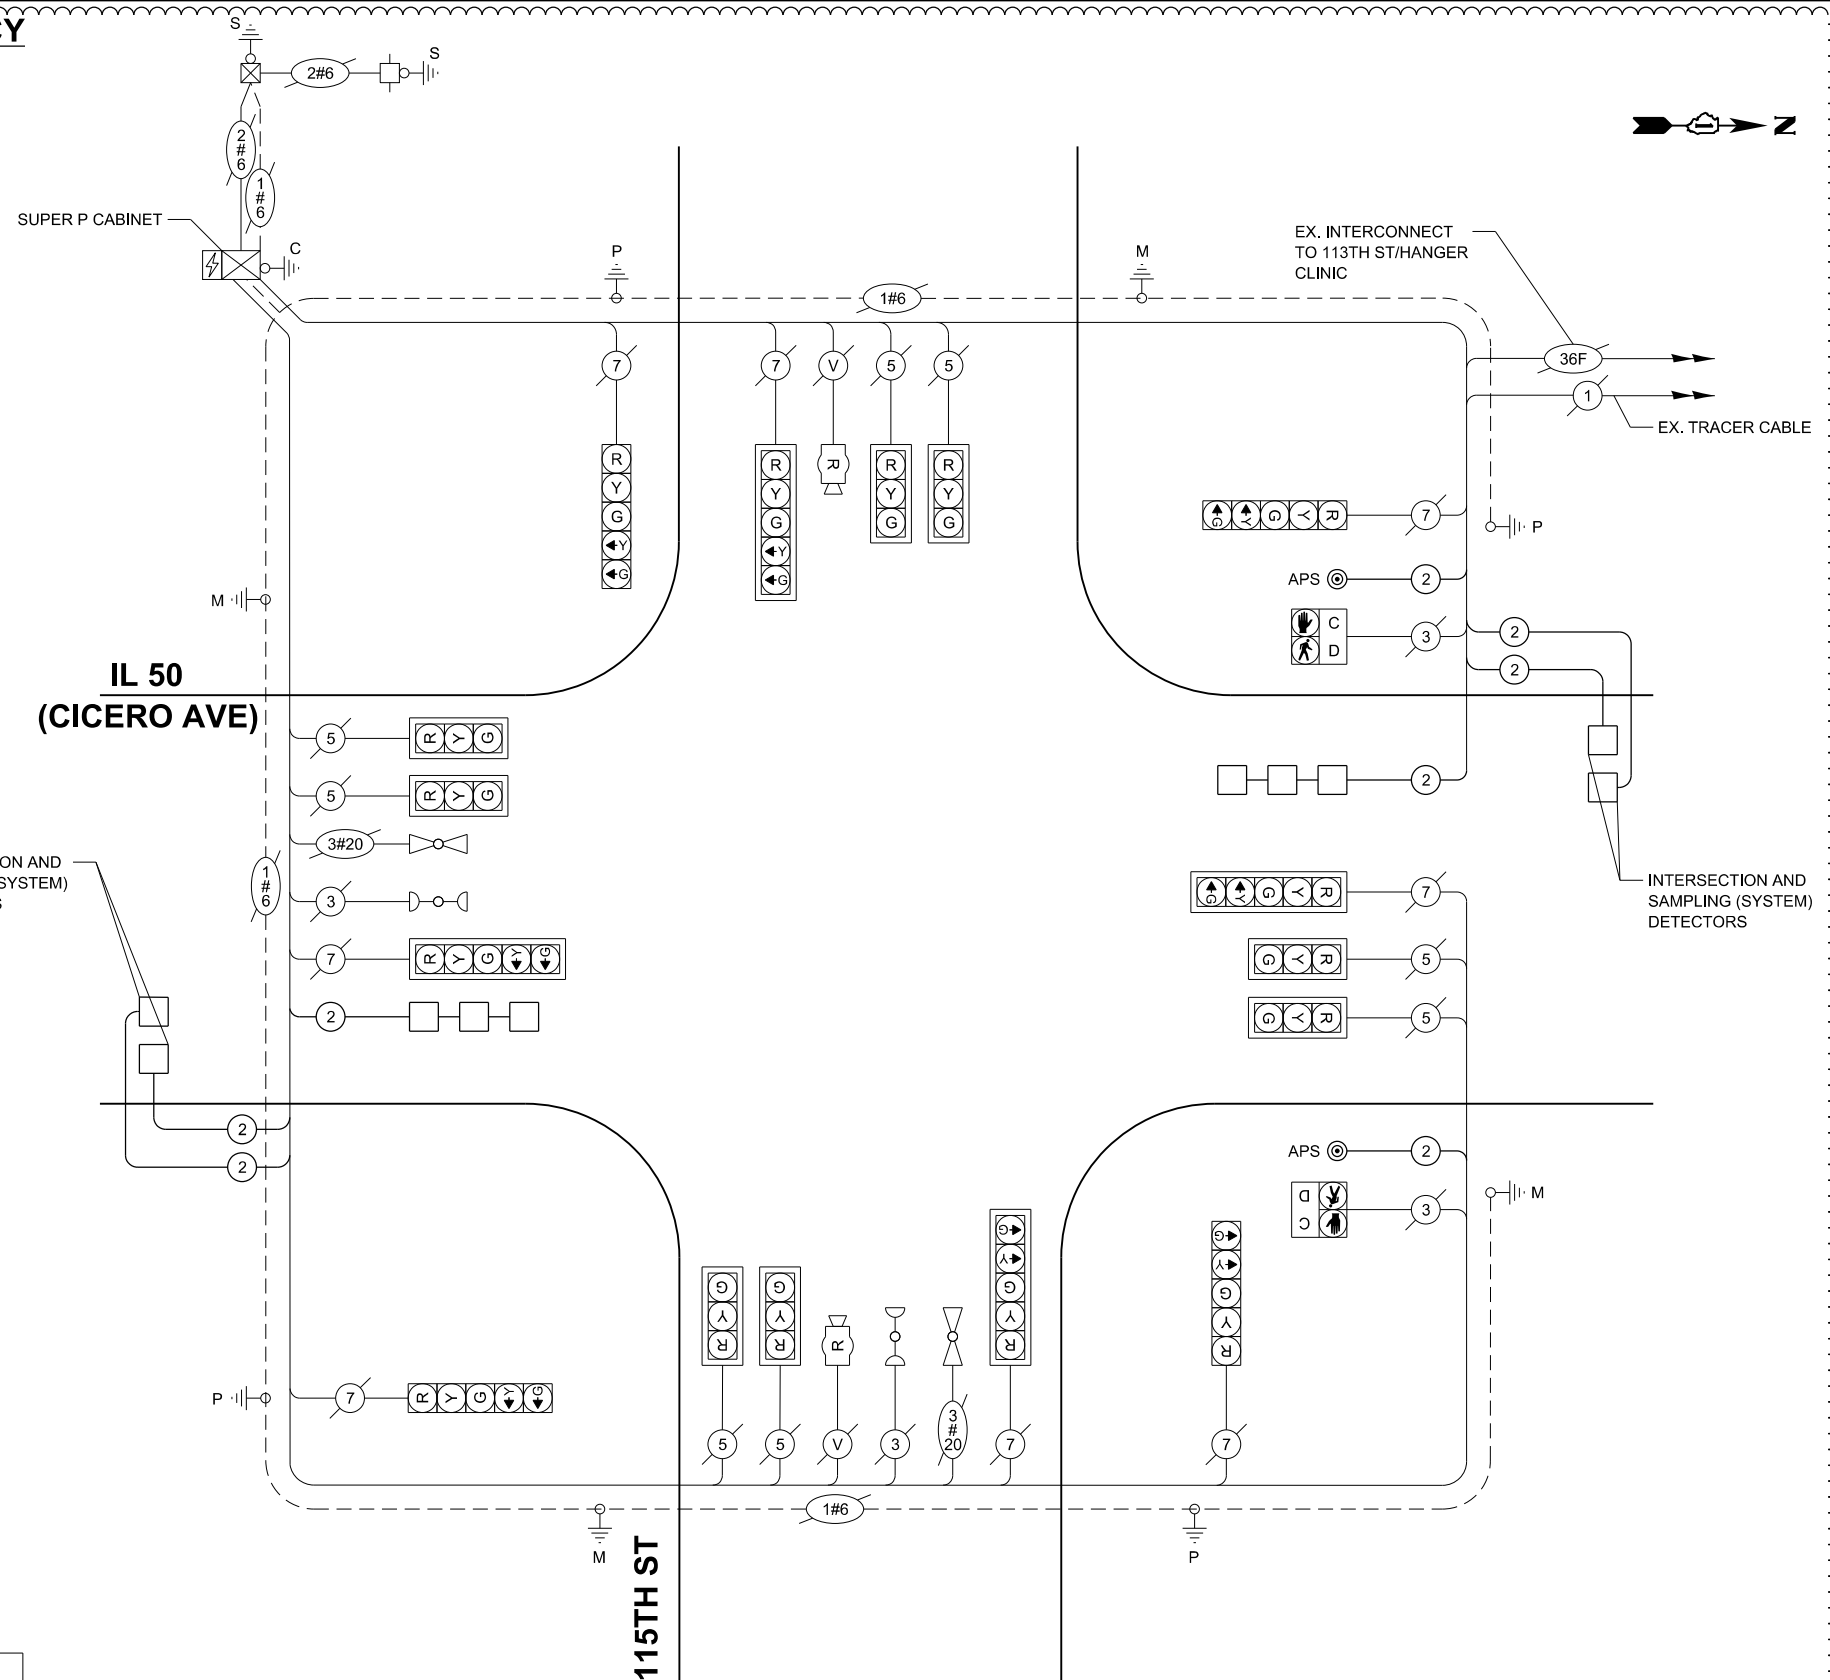 CY
S
S
2#6
2
#
6
1
#
6
N
SUPER P CABINET
C
P
M
1#6
EX. INTERCONNECT
TO 113TH ST/HANGER
CLINIC
36F
1
EX. TRACER CABLE
7
7
V
5
5
R
Y
G
Y
G
R
Y
G
Y
G
R
R
Y
G
R
Y
G
G Y G Y R
7
P
APS
2
C
D
3
2
2
M
IL 50
(CICERO AVE)
5
R Y G
5
R Y G
3#20
3
7
R Y G Y G
2
1
#
6
ON AND
SYSTEM)
S
2
2
2
INTERSECTION AND
SAMPLING (SYSTEM)
DETECTORS
G Y G Y R
7
G Y R
5
G Y R
5
APS
2
D
C
3
M
P
7
R Y G Y G
G
Y
R
G
Y
R
R
G
Y
G
Y
R
G
Y
G
Y
R
5
5
V
3
3
#
20
7
7
1#6
M
P
115TH ST